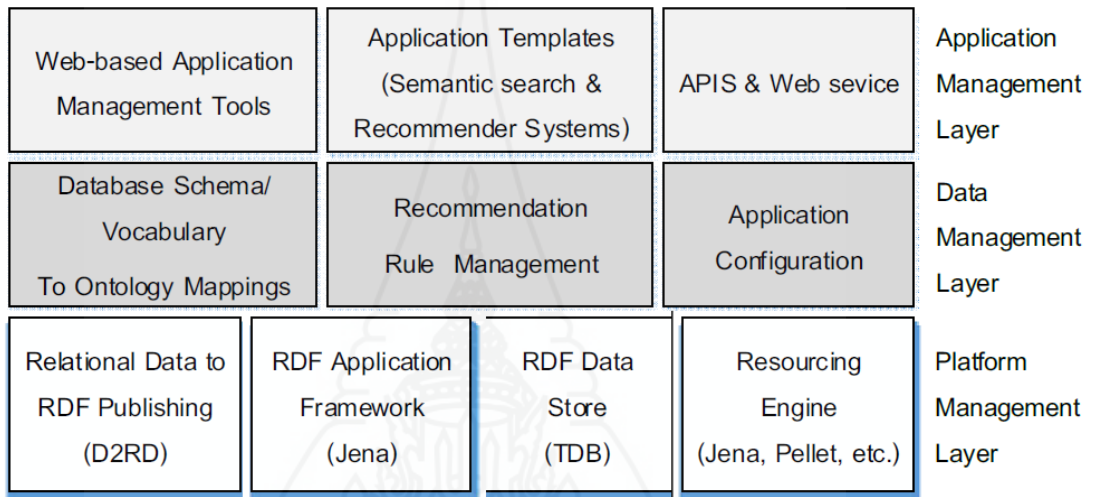 Web-based Application
Management Tools
Application Templates
(Semantic search &
Recommender Systems)
APIS & Web sevice
Application
Management
Layer
Database Schema/
Vocabulary
To Ontology Mappings
Recommendation
Rule Management
Application
Configuration
Data
Management
Layer
Relational Data to
RDF Publishing
(D2RD)
RDF Application
Framework
(Jena)
RDF Data
Store
(TDB)
Resourcing
Engine
(Jena, Pellet, etc.)
Platform
Management
Layer